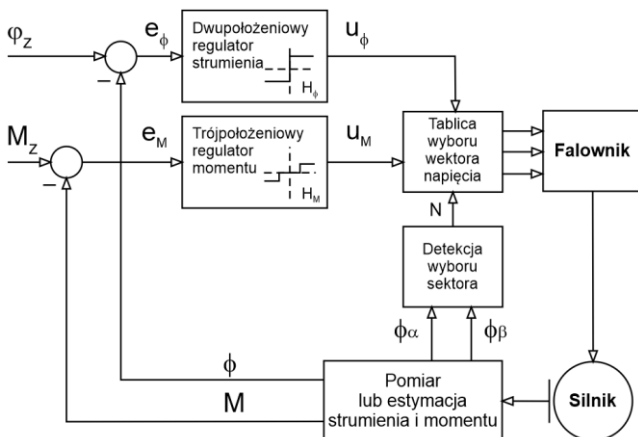 φz
eϕ
Dwupołożeniowy
regulator
strumienia
Hϕ
uϕ
Mz
eM
Trójpołożeniowy
regulator
momentu
HM
uM
Tablica
wyboru
wektora
napięcia
Falownik
N
Detekcja
wyboru
sektora
ϕα
ϕβ
ϕ
M
Pomiar
lub estymacja
strumienia i momentu
Silnik